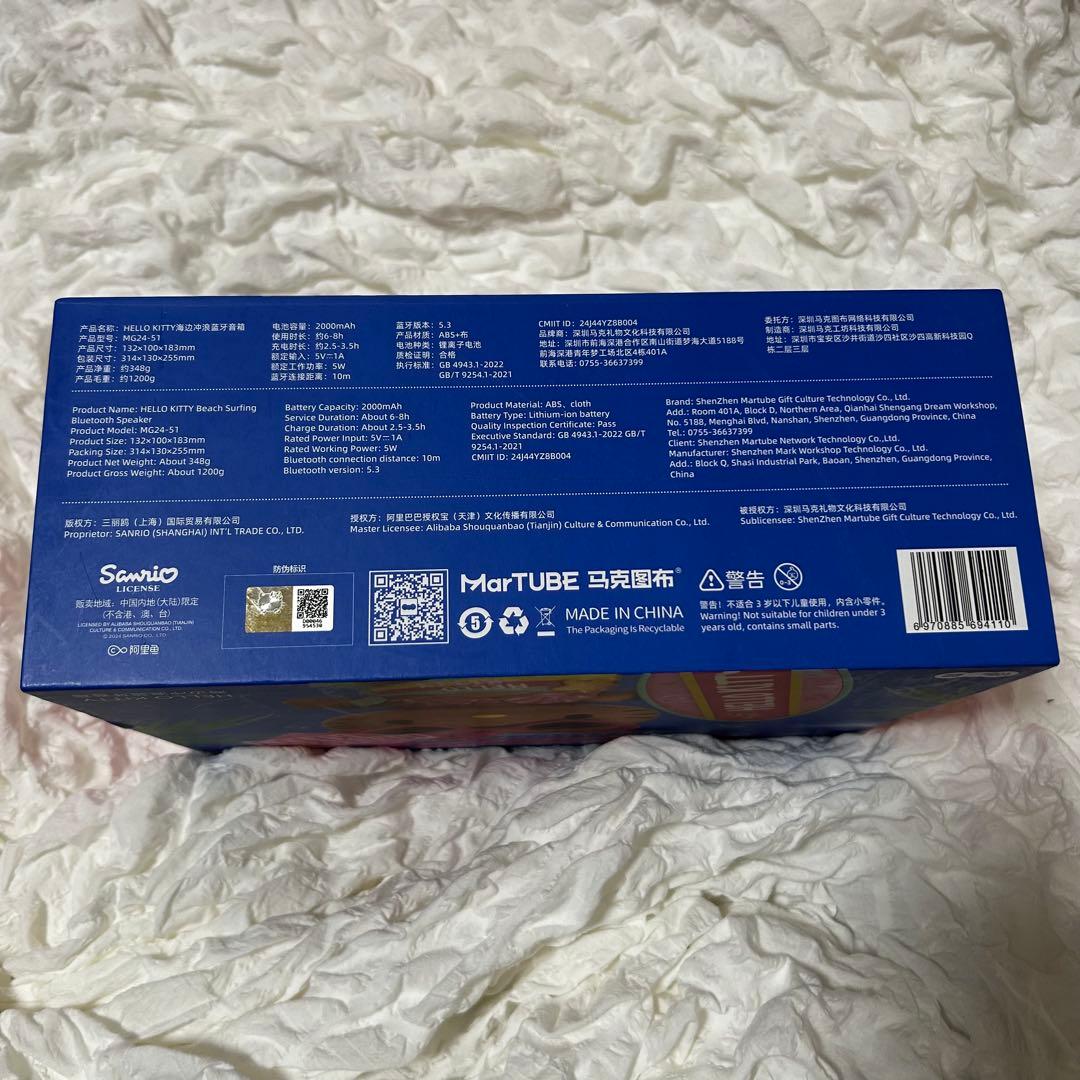 产品名称：HELLO KITTY海边冲浪蓝牙音箱
产品型号：MG24-51
产品尺寸：132×100×183mm
包装尺寸：314×130×255mm
产品净重：约348g
产品毛重：约1200g
电池容量：2000mAh
使用时长：约6-8h
充电时长：约2.5-3.5h
额定输入：5V⎓1A
额定工作功率：5W
蓝牙连接距离：10m
蓝牙版本：5.3
产品材质：ABS+布
电池种类：锂离子电池
质检证明：合格
执行标准：GB 4943.1-2022
GB/T 9254.1-2021
CMIIT ID：24J44YZ8B004
品牌商：深圳马克礼物文化科技有限公司
地址：深圳市前海深港合作区南山街道梦海大道5188号
前海深港青年梦工场北区4栋401A
联系电话：0755-36637399
委托方：深圳马克图布网络科技有限公司
制造商：深圳马克工坊科技有限公司
地址：深圳市宝安区沙井街道沙四社区沙四高新科技园Q
栋二层三层
Product Name: HELLO KITTY Beach Surfing
Bluetooth Speaker
Product Model: MG24-51
Product Size: 132×100×183mm
Packing Size: 314×130×255mm
Product Net Weight: About 348g
Product Gross Weight: About 1200g
Battery Capacity: 2000mAh
Service Duration: About 6-8h
Charge Duration: About 2.5-3.5h
Rated Power Input: 5V⎓1A
Rated Working Power: 5W
Bluetooth connection distance: 10m
Bluetooth version: 5.3
Product Material: ABS、cloth
Battery Type: Lithium-ion battery
Quality Inspection Certificate: Pass
Executive Standard: GB 4943.1-2022 GB/T
9254.1-2021
CMIIT ID: 24J44YZ8B004
Brand: ShenZhen Martube Gift Culture Technology Co., Ltd.
Add.: Room 401A, Block D, Northern Area, Qianhai Shengang Dream Workshop,
No. 5188, Menghai Blvd, Nanshan, Shenzhen, Guangdong Province, China
Tel.: 0755-36637399
Client: Shenzhen Martube Network Technology Co.,Ltd.
Manufacturer: Shenzhen Mark Workshop Technology Co., Ltd.
Add.: Block Q, Shasi Industrial Park, Baoan, Shenzhen, Guangdong Province,
China
版权方：三丽鸥（上海）国际贸易有限公司
Proprietor: SANRIO (SHANGHAI) INT'L TRADE CO., LTD.
授权方：阿里巴巴授权宝（天津）文化传播有限公司
Master Licensee: Alibaba Shouquanbao (Tianjin) Culture & Communication Co., Ltd.
被授权方：深圳马克礼物文化科技有限公司
Sublicensee: ShenZhen Martube Gift Culture Technology Co., Ltd.
Sanrio
LICENSE
贩卖地域：中国内地(大陆)限定
(不含港、澳、台)
LICENSED BY ALIBABA SHOUQUANBAO (TIANJIN)
CULTURE & COMMUNICATION CO., LTD.
© 2024 SANRIO CO., LTD.
阿里鱼
防伪标识
D00046
954530
MarTUBE 马克图布®
5
MADE IN CHINA
The Packaging Is Recyclable
警告
0-3
警告！不适合 3 岁以下儿童使用，内含小零件。
Warning! Not suitable for children under 3
years old, contains small parts.
6 970885 694110
HELLO KITTY